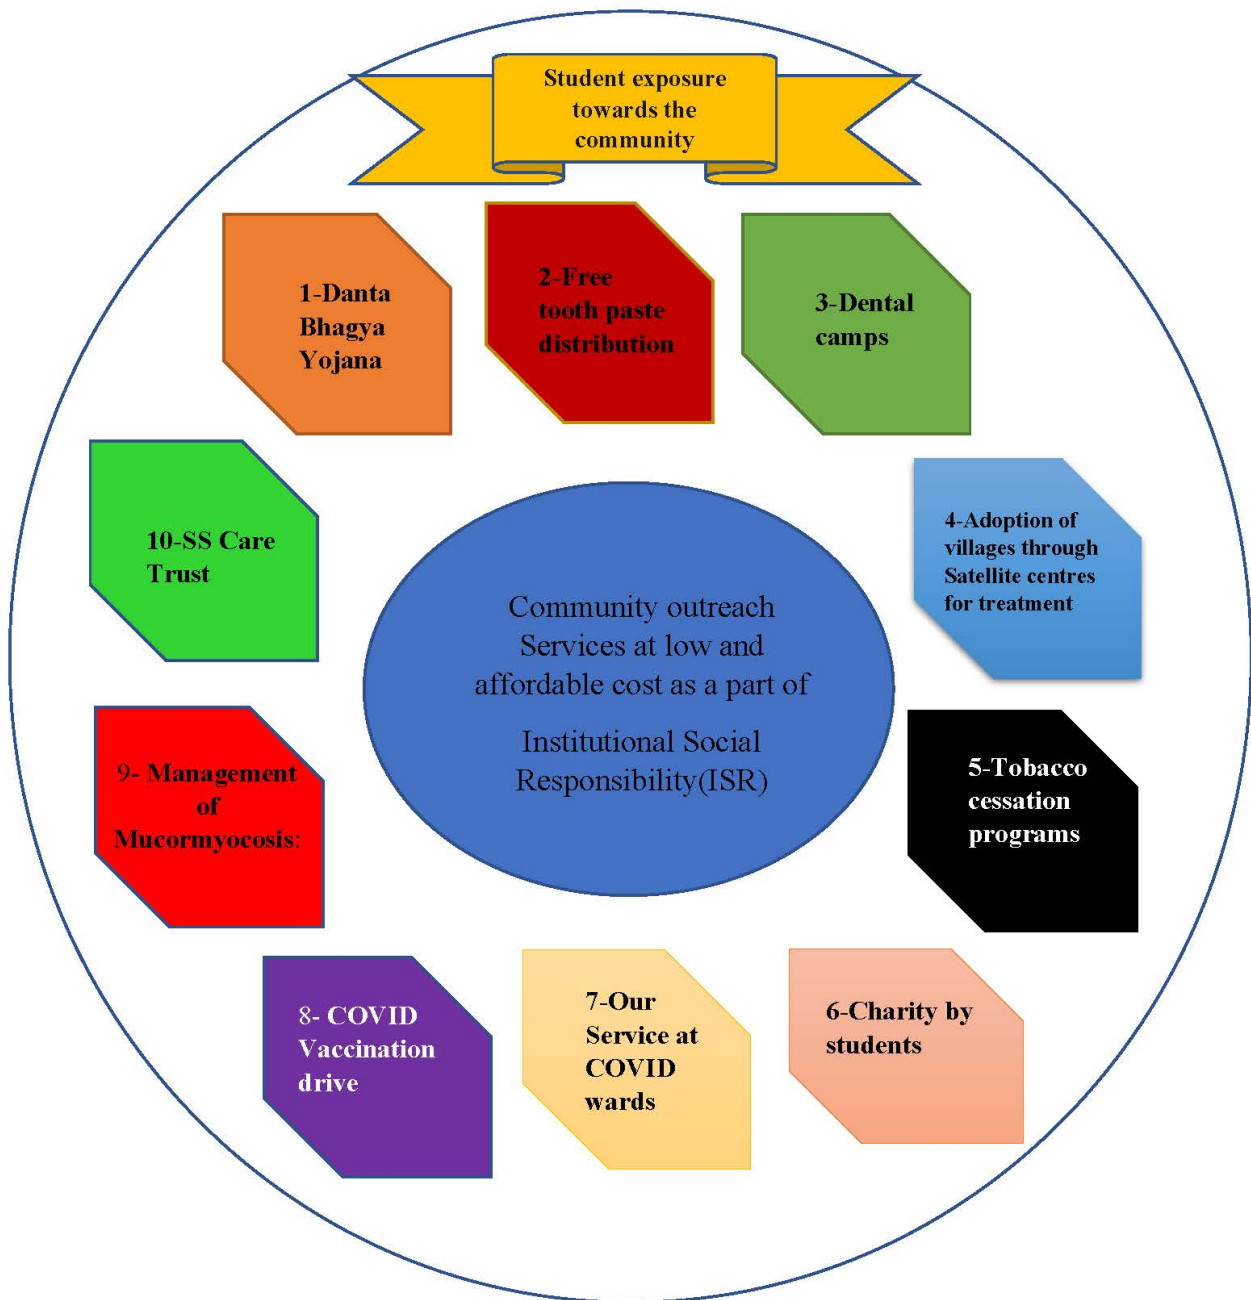 Student exposure
towards the
community
1-Danta
Bhagya
Yojana
2-Free
tooth paste
distribution
3-Dental
camps
4-Adoption of
villages through
Satellite centres
for treatment
5-Tobacco
cessation
programs
6-Charity by
students
7-Our
Service at
COVID
wards
8- COVID
Vaccination
drive
9- Management
of
Mucormyocosis:
10-SS Care
Trust
Community outreach
Services at low and
affordable cost as a part of
Institutional Social
Responsibility(ISR)